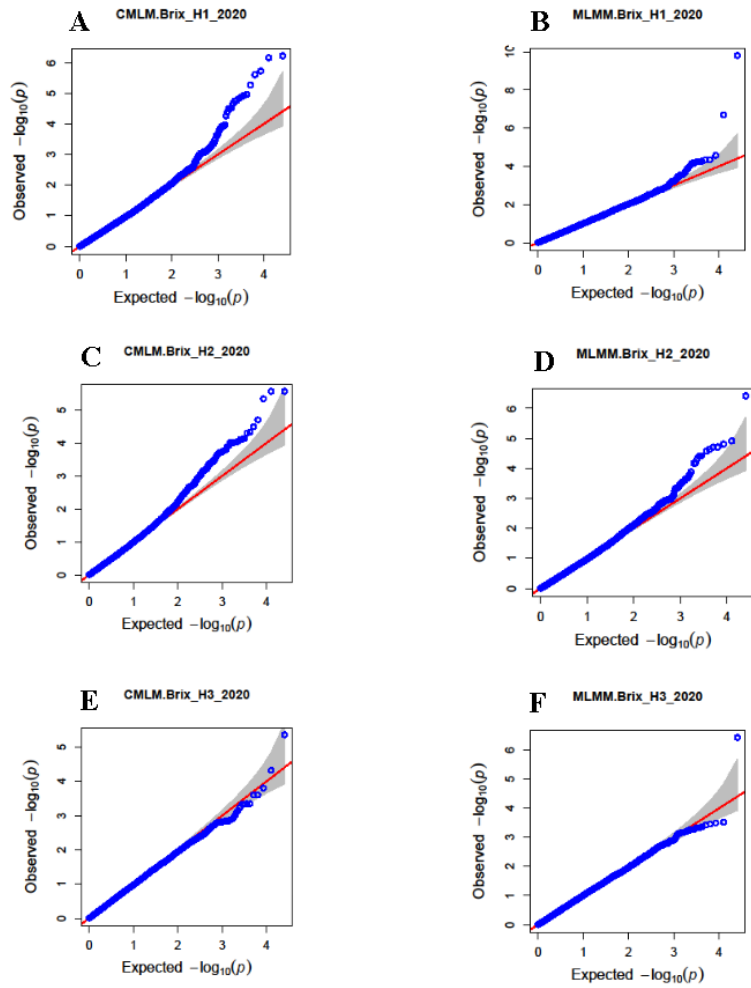 A
CMLM.Brix_H1_2020
Observed −log10(p)
6
5
4
3
2
1
0
0 1 2 3 4
Expected −log10(p)
B
MLMM.Brix_H1_2020
Observed −log10(p)
10
8
6
4
2
0
0 1 2 3 4
Expected −log10(p)
C
CMLM.Brix_H2_2020
Observed −log10(p)
5
4
3
2
1
0
0 1 2 3 4
Expected −log10(p)
D
MLMM.Brix_H2_2020
Observed −log10(p)
6
5
4
3
2
1
0
0 1 2 3 4
Expected −log10(p)
E
CMLM.Brix_H3_2020
Observed −log10(p)
5
4
3
2
1
0
0 1 2 3 4
Expected −log10(p)
F
MLMM.Brix_H3_2020
Observed −log10(p)
6
5
4
3
2
1
0
0 1 2 3 4
Expected −log10(p)